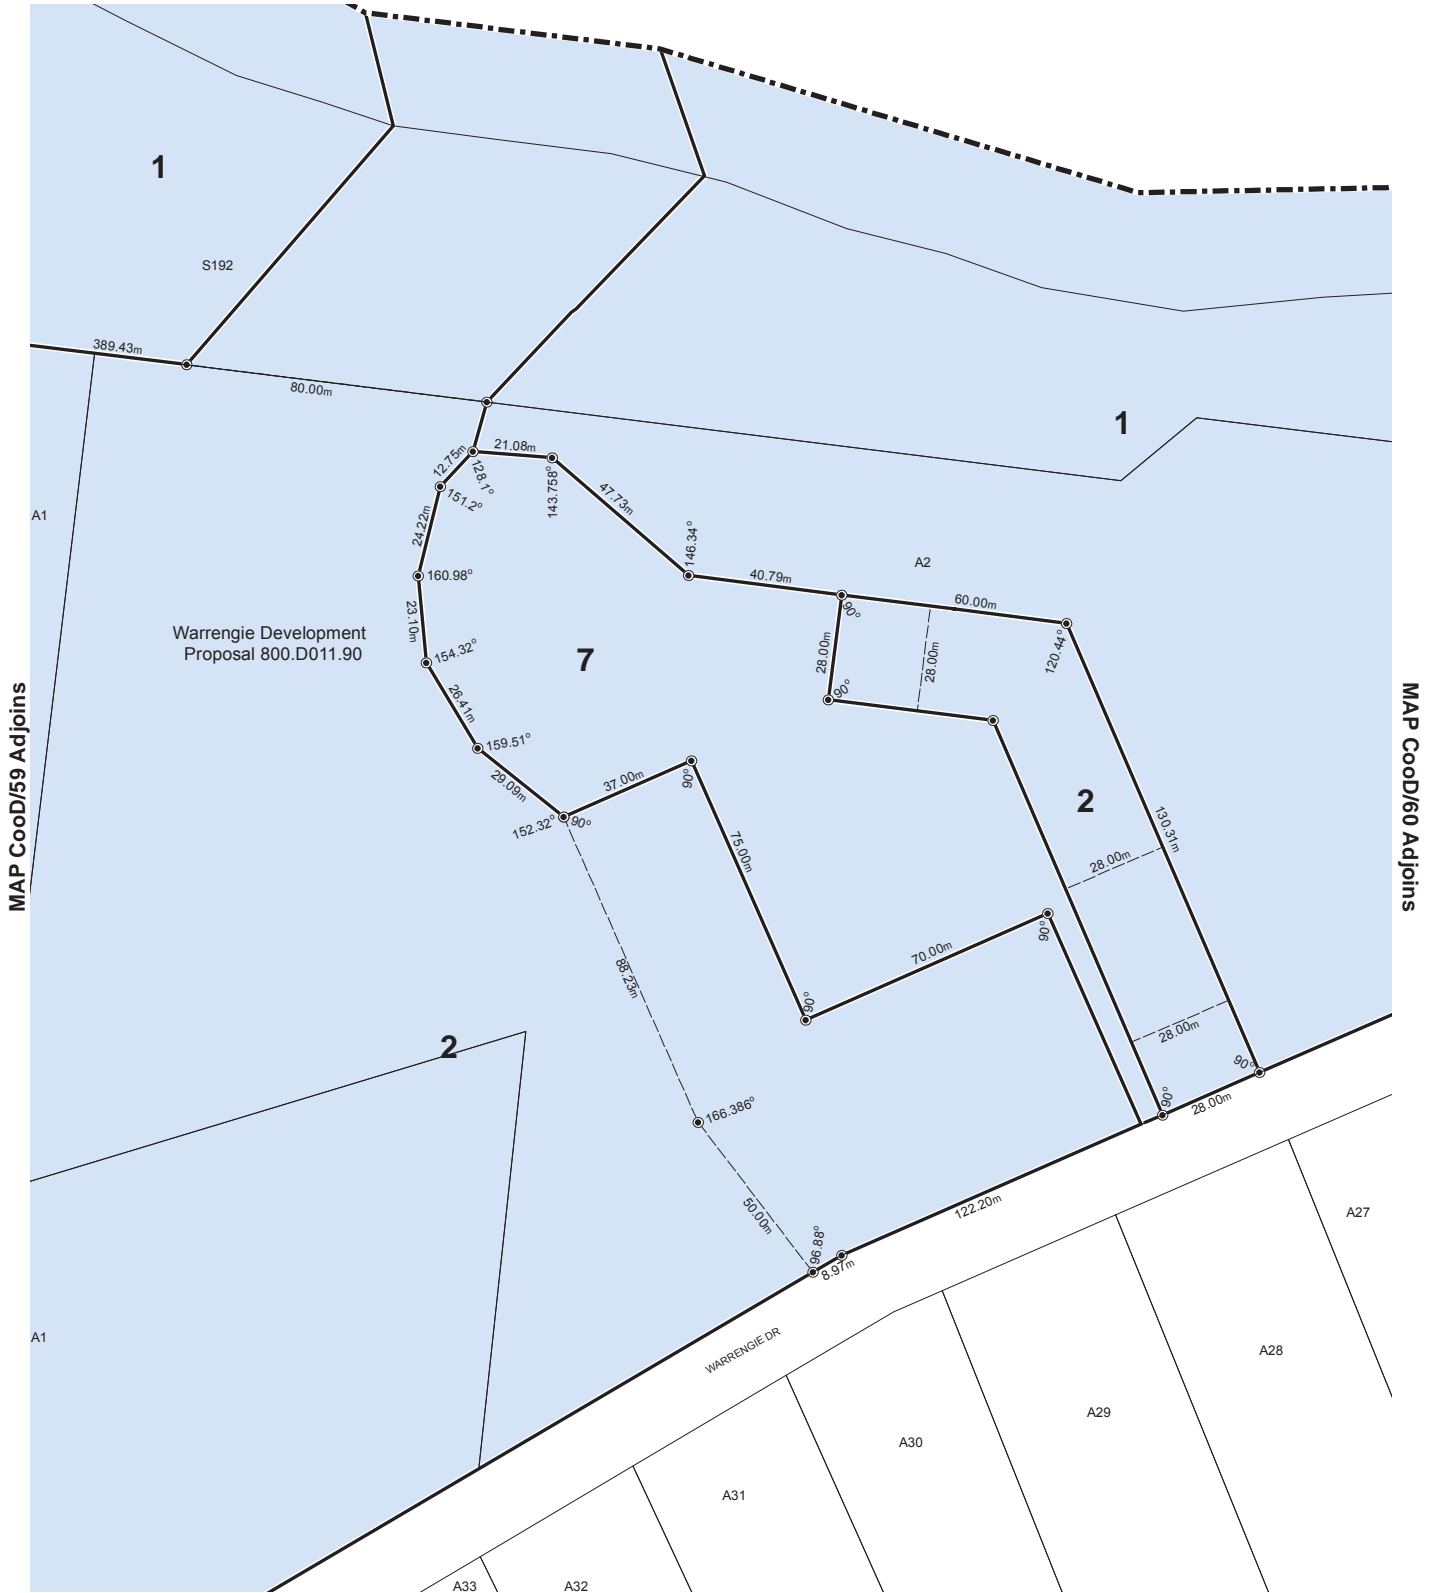 1
S192
389.43m
80.00m
1
21.08m
12.75m
128.1°
151.2°
143.758°
47.73m
24.22m
A1
146.34°
A2
40.79m
60.00m
160.98°
90°
23.10m
Warrengie Development
Proposal 800.D011.90
154.32°
7
28.00m
28.00m
120.44°
90°
26.41m
159.51°
29.09m
37.00m
90°
152.32°
90°
2
130.31m
MAP CooD/59 Adjoins
MAP CooD/60 Adjoins
75.00m
28.00m
70.00m
90°
88.23m
90°
28.00m
2
90°
90°
28.00m
166.386°
50.00m
122.20m
96.88°
8.97m
A27
A1
WARRENGIE DR
A28
A29
A30
A31
A33
A32